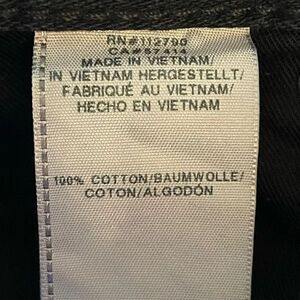 RN#112790
CA#57414
MADE IN VIETNAM/
IN VIETNAM HERGESTELLT/
FABRIQUÉ AU VIETNAM/
HECHO EN VIETNAM
100% COTTON/BAUMWOLLE/
COTON/ALGODÓN